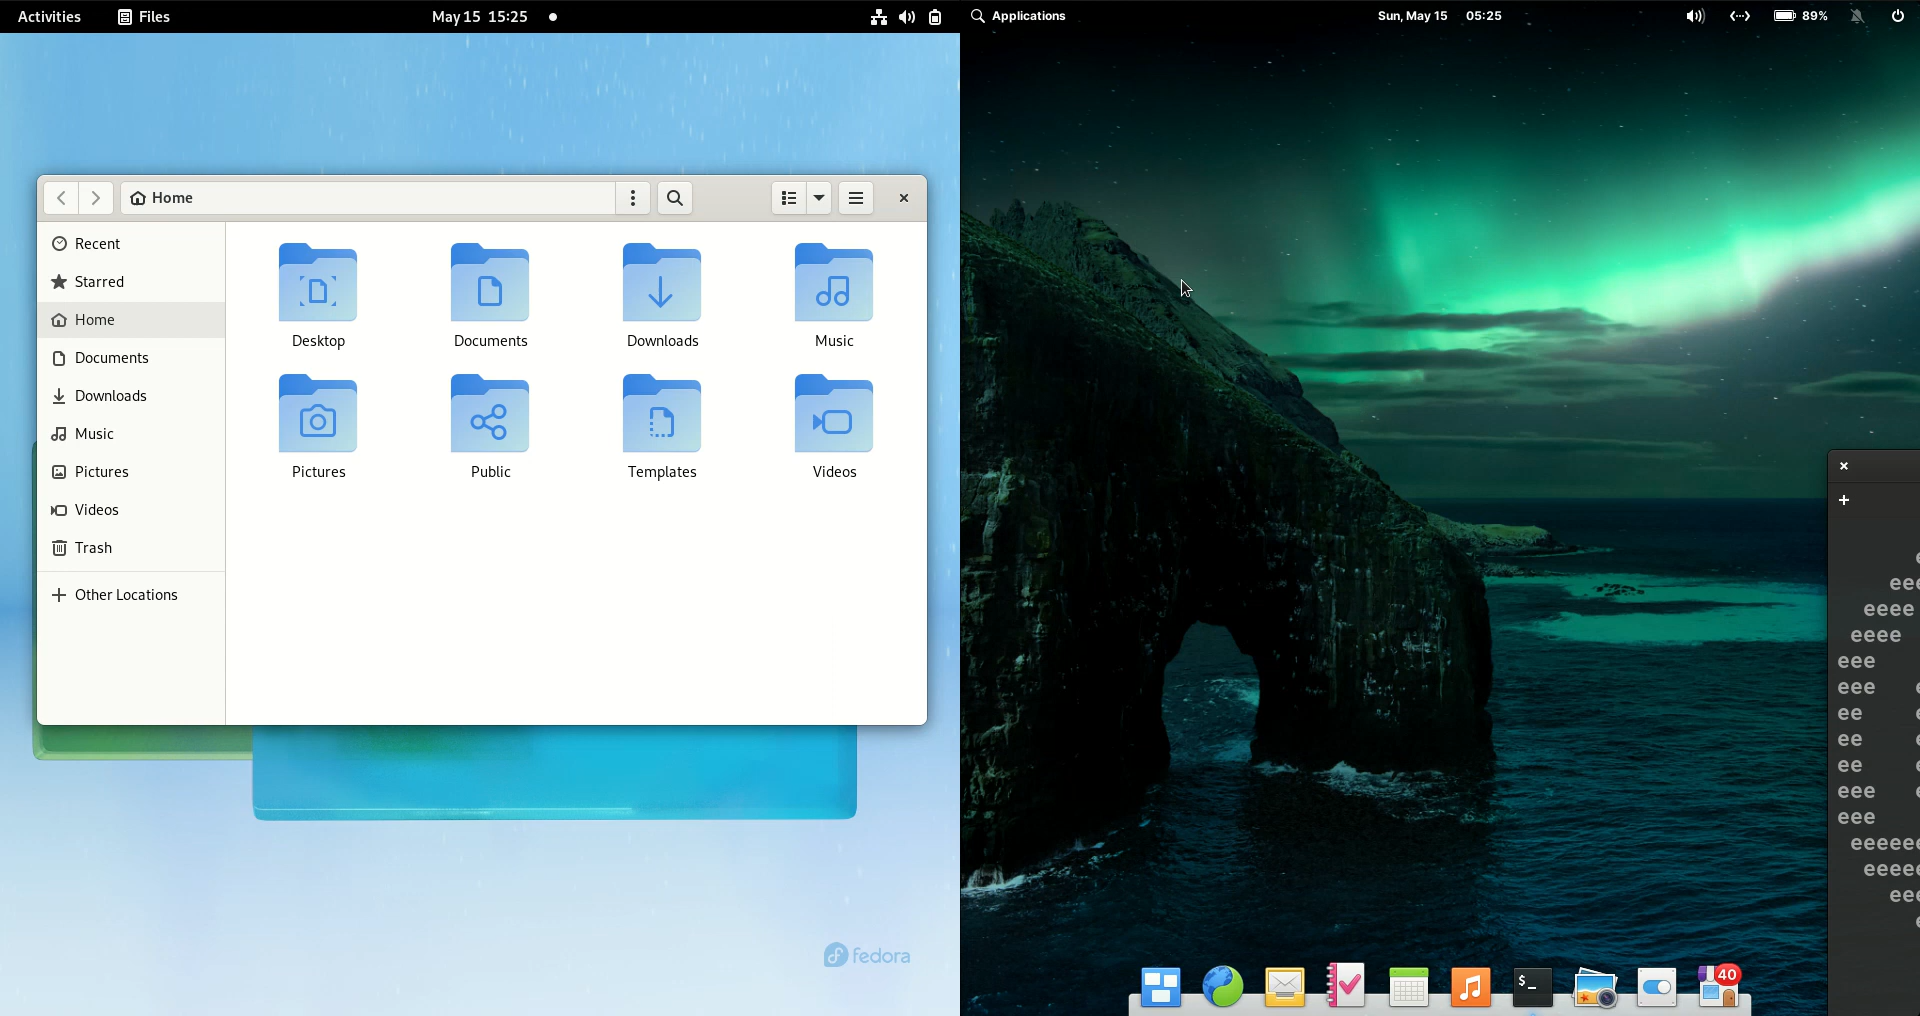 Activities Files May 15 15:25
Home
Recent
Starred
Home
Documents
Downloads
Music
Pictures
Videos
Trash
Other Locations
Desktop Documents Downloads Music
Pictures Public Templates Videos
fedora
Applications Sun, May 15 05:25 89%
eee
eeee
eeee
eee
eee
ee
ee
ee
eee
eee
eeeeee
eeeee
eee
$_
40